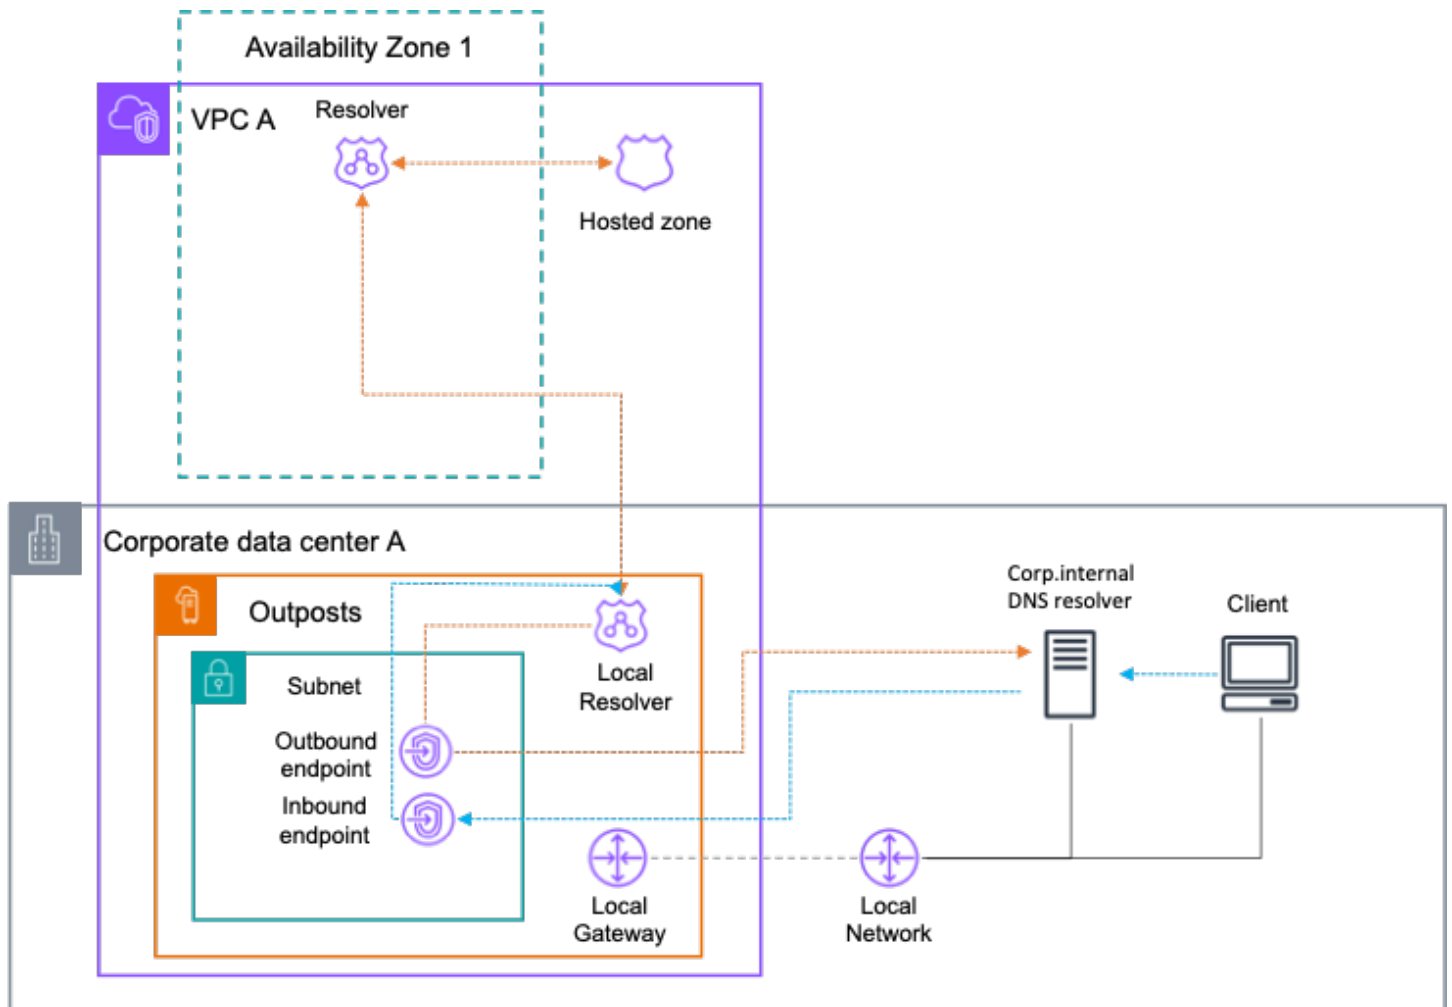 Availability Zone 1
VPC A
Resolver
Hosted zone
Corporate data center A
Outposts
Corp.internal
DNS resolver
Client
Subnet
Local
Resolver
Outbound
endpoint
Inbound
endpoint
Local
Gateway
Local
Network